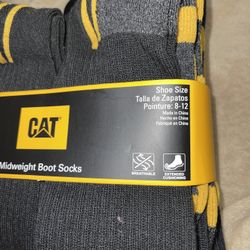 CAT
Midweight Boot Socks
Shoe Size
Talla de Zapatos
Pointure: 8-12
Made in China
Hecho en China
Fabriqué en Chine
BREATHABLE
EXTENDED
CUSHIONING